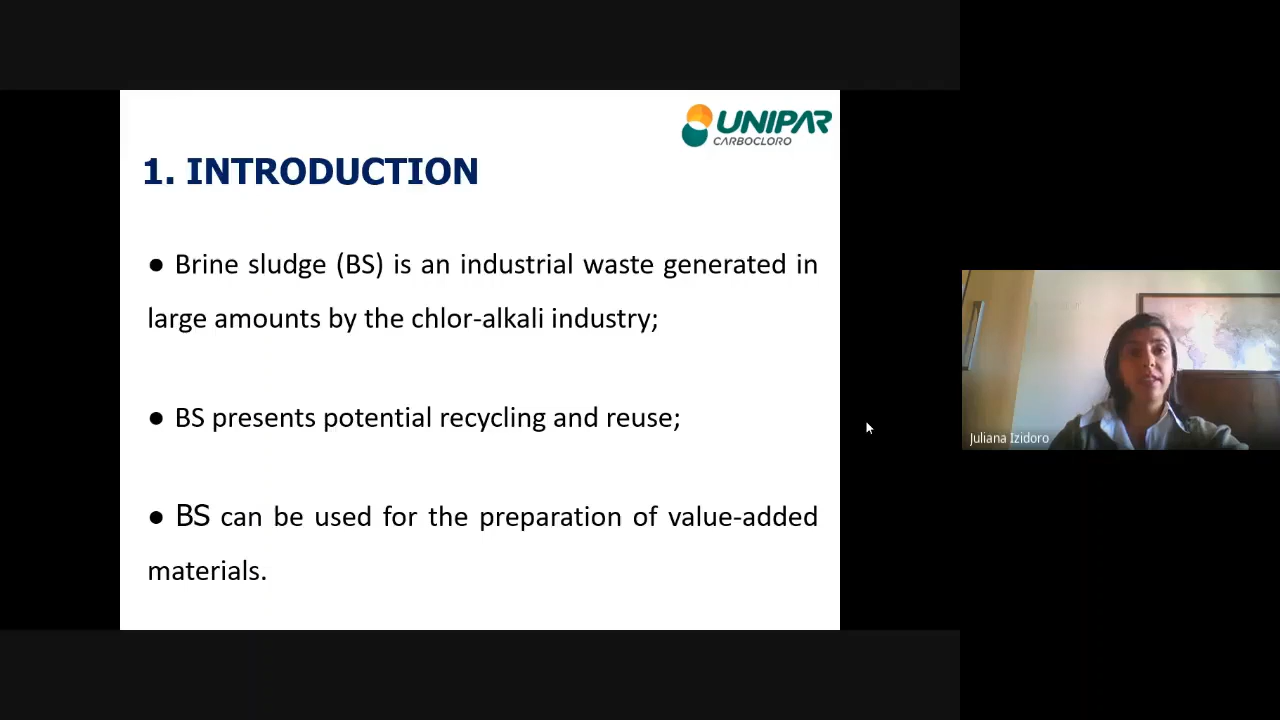 UNIPAR
CARBOCLORO
1. INTRODUCTION
● Brine sludge (BS) is an industrial waste generated in
large amounts by the chlor-alkali industry;
● BS presents potential recycling and reuse;
● BS can be used for the preparation of value-added
materials.
Juliana Izidoro